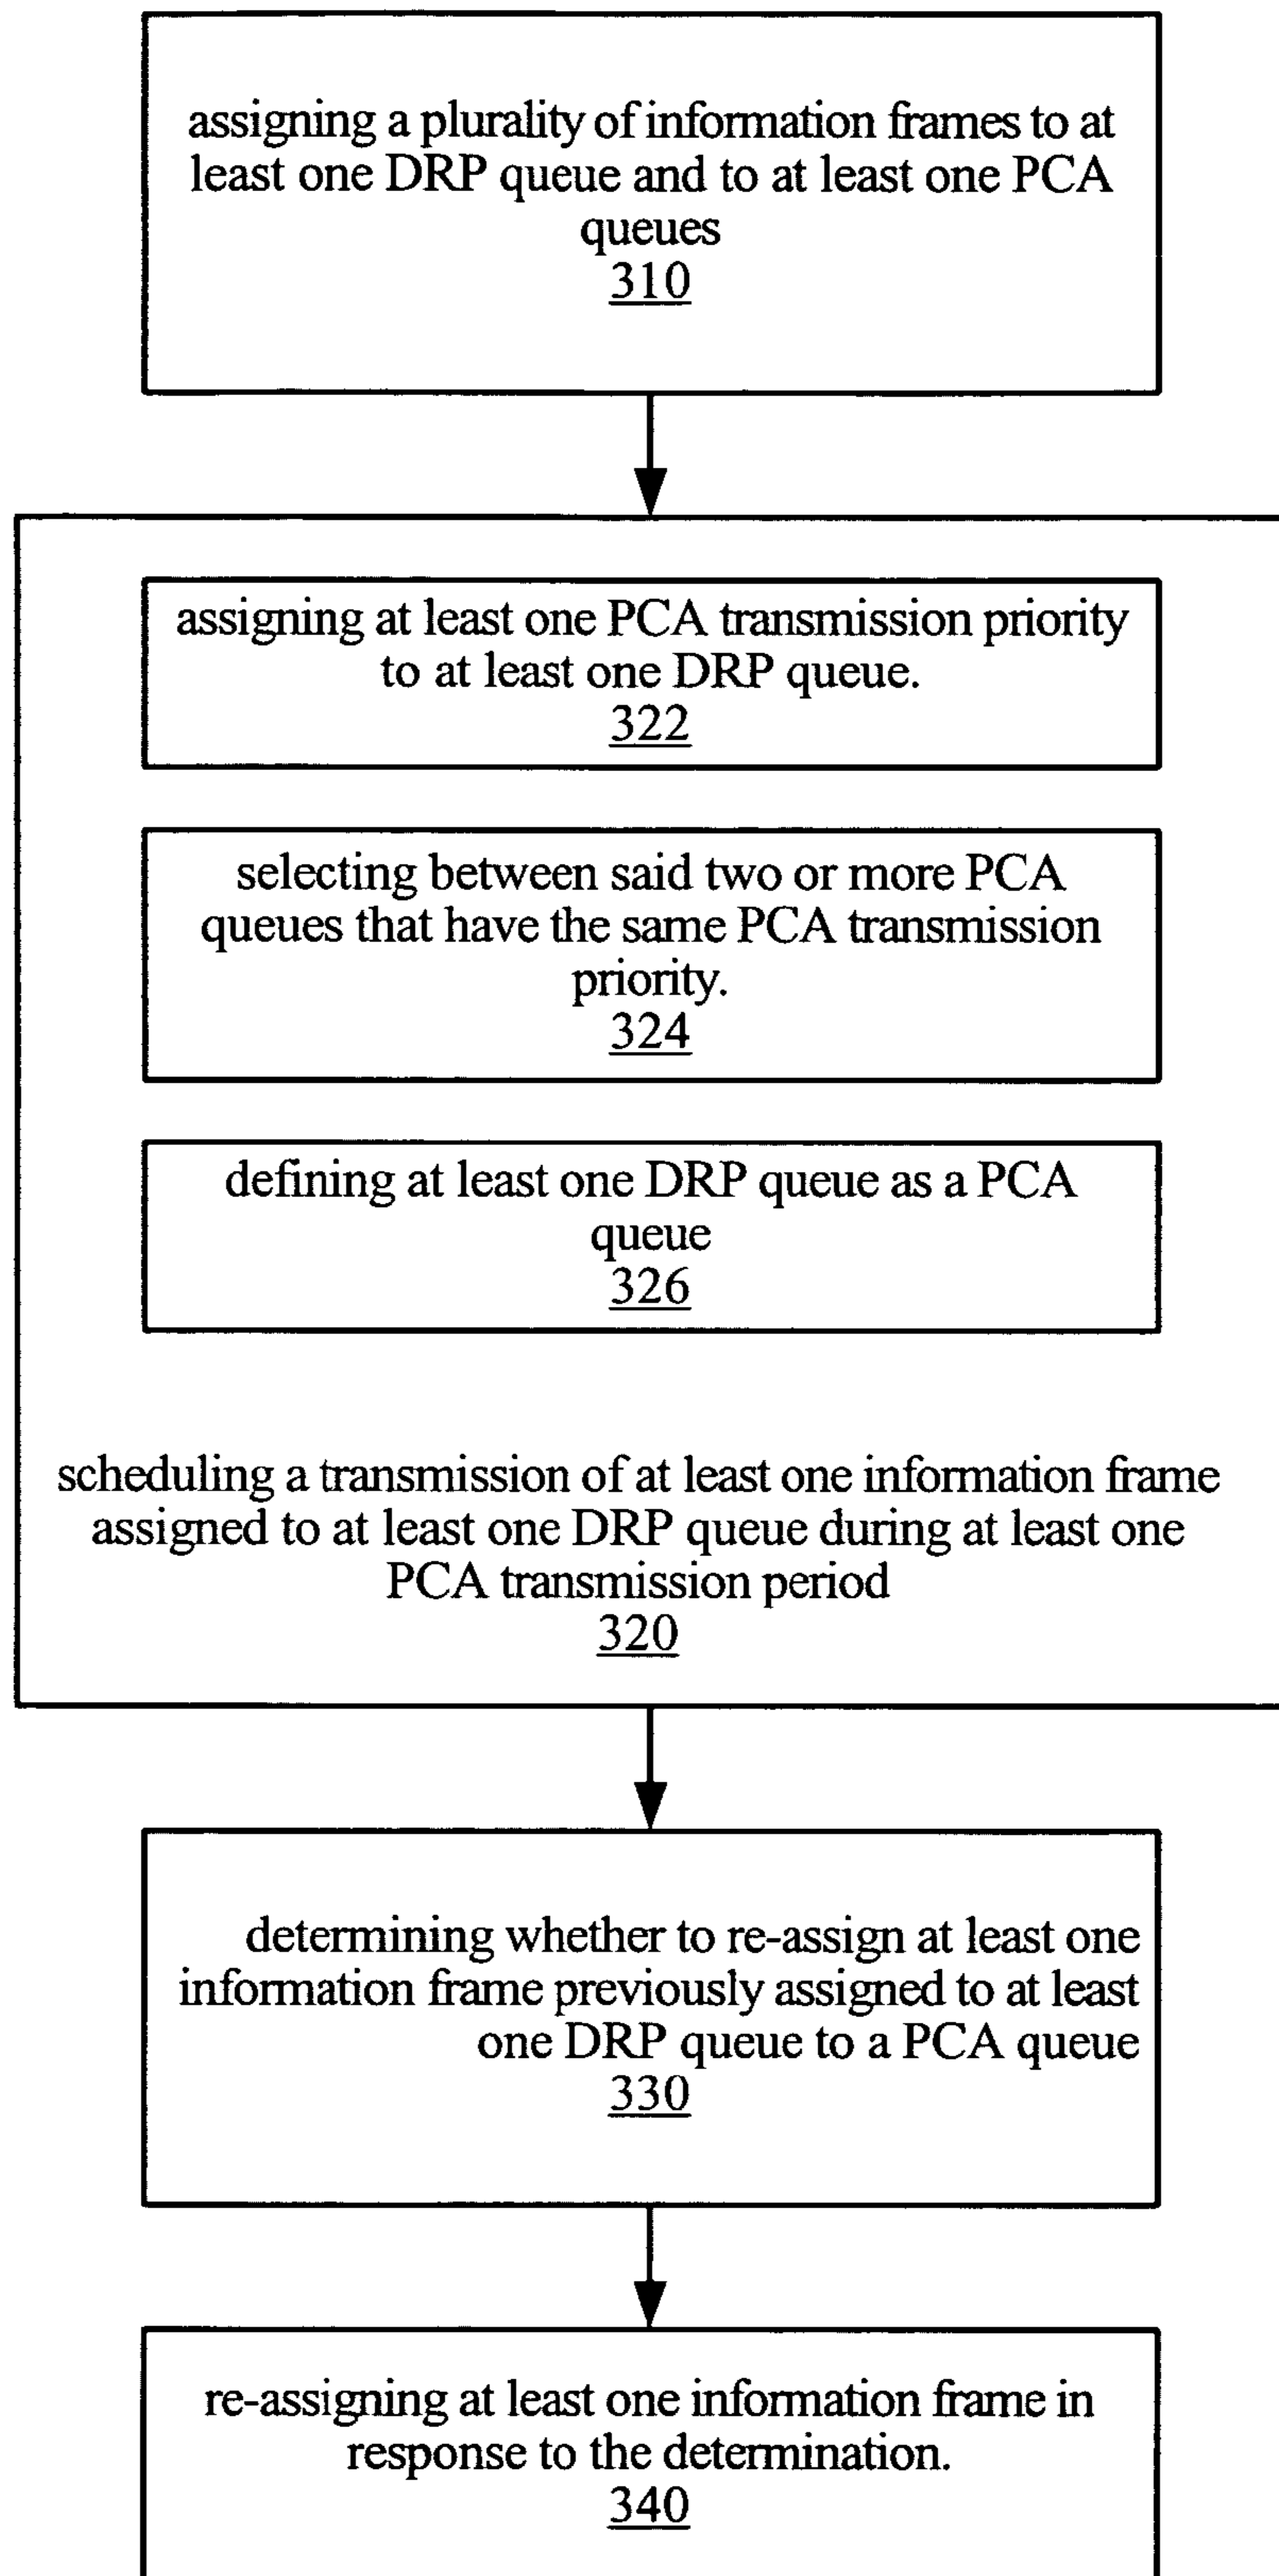 assigning a plurality of information frames to at
least one DRP queue and to at least one PCA
queues
310
assigning at least one PCA transmission priority
to at least one DRP queue.
322
selecting between said two or more PCA
queues that have the same PCA transmission
priority.
324
defining at least one DRP queue as a PCA
queue
326
scheduling a transmission of at least one information frame
assigned to at least one DRP queue during at least one
PCA transmission period
320
determining whether to re-assign at least one
information frame previously assigned to at least
one DRP queue to a PCA queue
330
re-assigning at least one information frame in
response to the determination.
340